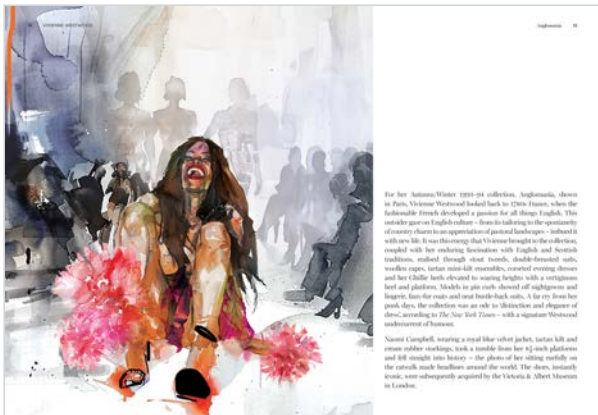 VIVIENNE WESTWOOD
Anglomania
For her Autumn/Winter 1993–94 collection, Anglomania, shown
in Paris, Vivienne Westwood looked back to 1780s France, when the
fashionable French developed a passion for all things English. This
outsider gaze on English culture – from its tailoring to the spontaneity
of country charm to an appreciation of pastoral landscapes – imbued it
with new life. It was this energy that Vivienne brought to the collection,
coupled with her enduring fascination with English and Scottish
traditions, realised through stout tweeds, double-breasted suits,
woollen capes, tartan mini-kilt ensembles, corseted evening dresses
and her Ghillie heels elevated to soaring heights with a vertiginous
heel and platform. Models in pin curls showed off nightgowns and
lingerie, faux-fur coats and neat bustle-back suits. A far cry from her
punk days, the collection was an ode to 'distinction and elegance of
dress', according to The New York Times – with a signature Westwood
undercurrent of humour.
Naomi Campbell, wearing a royal blue velvet jacket, tartan kilt and
cream rubber stockings, took a tumble from her 8¼-inch platforms
and fell straight into history – the photo of her sitting ruefully on
the catwalk made headlines around the world. The shoes, instantly
iconic, were subsequently acquired by the Victoria & Albert Museum
in London.